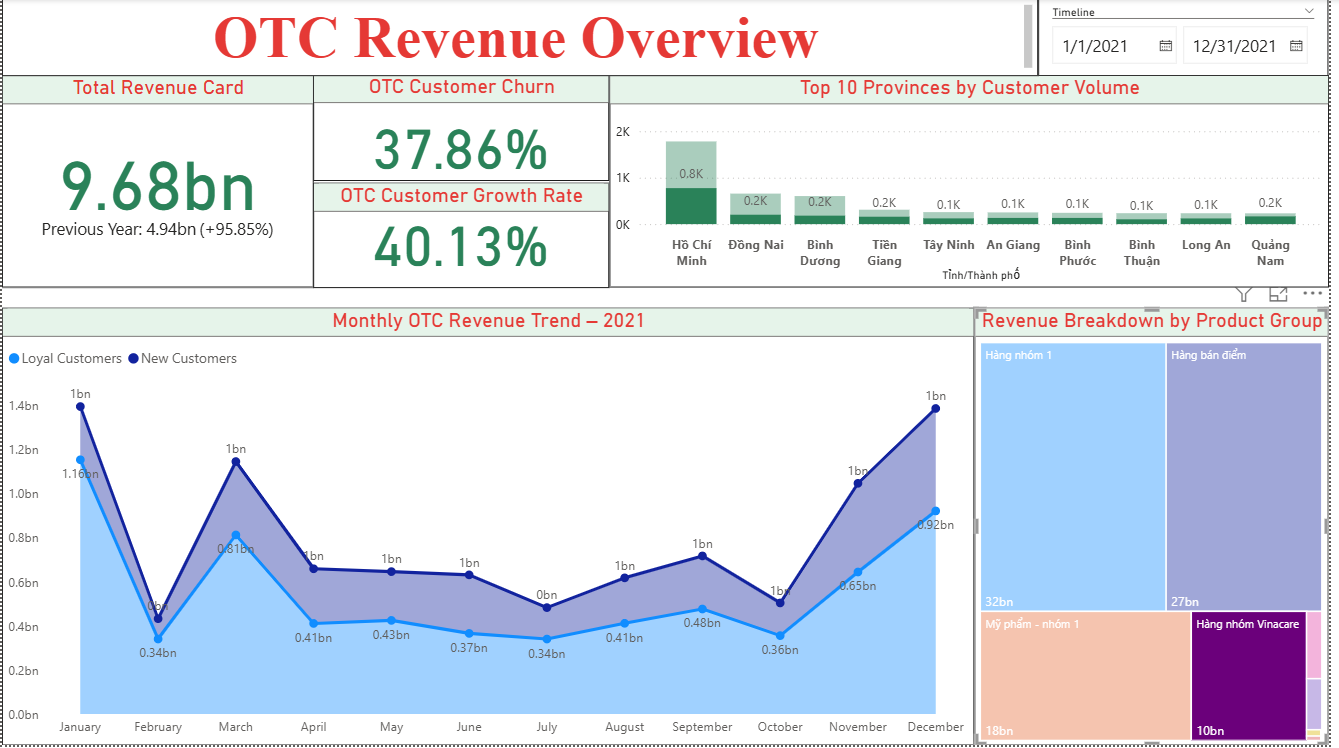 OTC Revenue Overview
Timeline
1/1/2021
12/31/2021
Total Revenue Card
9.68bn
Previous Year: 4.94bn (+95.85%)
OTC Customer Churn
37.86%
OTC Customer Growth Rate
40.13%
Top 10 Provinces by Customer Volume
2K
1K
0K
0.8K
0.2K
0.2K
0.2K
0.1K
0.1K
0.1K
0.1K
0.1K
0.2K
Hồ Chí
Minh
Đồng Nai
Bình
Dương
Tiền
Giang
Tây Ninh
An Giang
Bình
Phước
Bình
Thuận
Long An
Quảng
Nam
Tỉnh/Thành phố
Monthly OTC Revenue Trend – 2021
Loyal Customers
New Customers
1.4bn
1.2bn
1.0bn
0.8bn
0.6bn
0.4bn
0.2bn
0.0bn
1bn
0bn
1bn
1bn
1bn
1bn
0bn
1bn
1bn
1bn
1bn
1bn
1.16bn
0.34bn
0.81bn
0.41bn
0.43bn
0.37bn
0.34bn
0.41bn
0.48bn
0.36bn
0.65bn
0.92bn
January
February
March
April
May
June
July
August
September
October
November
December
Revenue Breakdown by Product Group
Hàng nhóm 1
32bn
Hàng bán điểm
27bn
Mỹ phẩm - nhóm 1
18bn
Hàng nhóm Vinacare
10bn